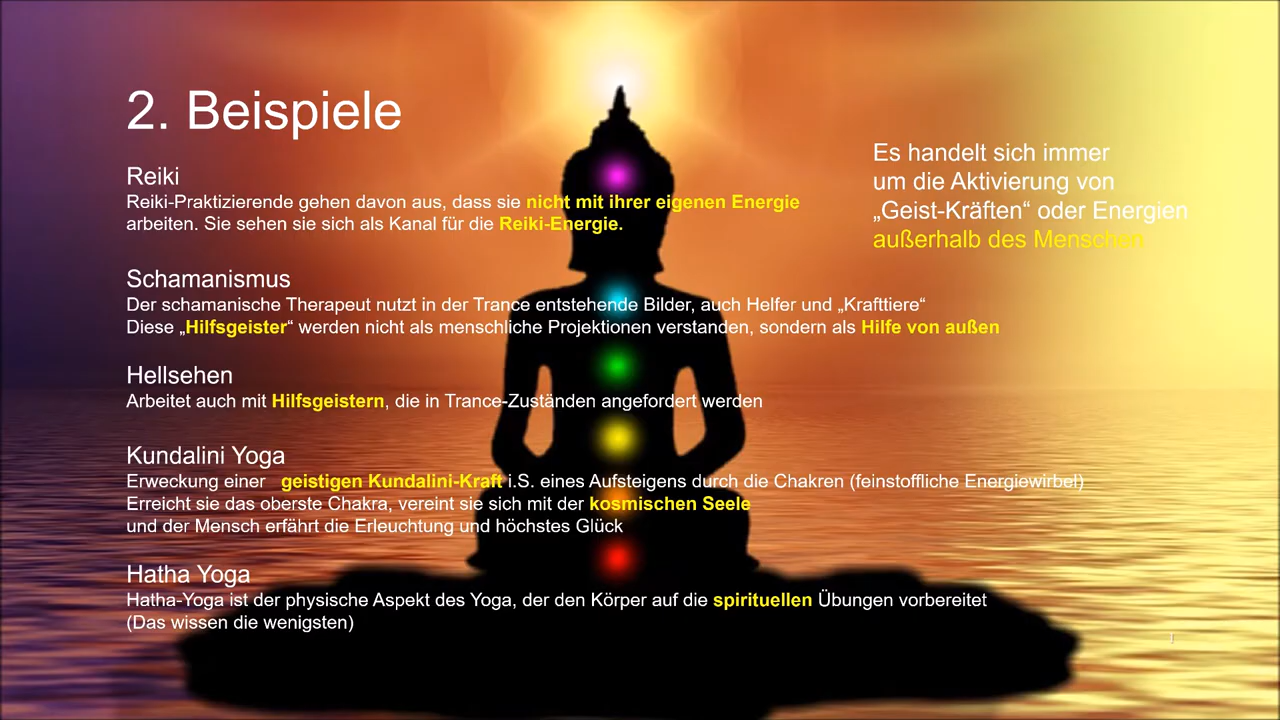 2. Beispiele
Reiki
Reiki-Praktizierende gehen davon aus, dass sie nicht mit ihrer eigenen Energie
arbeiten. Sie sehen sie sich als Kanal für die Reiki-Energie.
Schamanismus
Der schamanische Therapeut nutzt in der Trance entstehende Bilder, auch Helfer und „Krafttiere“
Diese „Hilfsgeister“ werden nicht als menschliche Projektionen verstanden, sondern als Hilfe von außen
Hellsehen
Arbeitet auch mit Hilfsgeistern, die in Trance-Zuständen angefordert werden
Kundalini Yoga
Erweckung einer geistigen Kundalini-Kraft i.S. eines Aufsteigens durch die Chakren (feinstoffliche Energiewirbel)
Erreicht sie das oberste Chakra, vereint sie sich mit der kosmischen Seele
und der Mensch erfährt die Erleuchtung und höchstes Glück
Hatha Yoga
Hatha-Yoga ist der physische Aspekt des Yoga, der den Körper auf die spirituellen Übungen vorbereitet
(Das wissen die wenigsten)
Es handelt sich immer
um die Aktivierung von
„Geist-Kräften“ oder Energien
außerhalb des Menschen